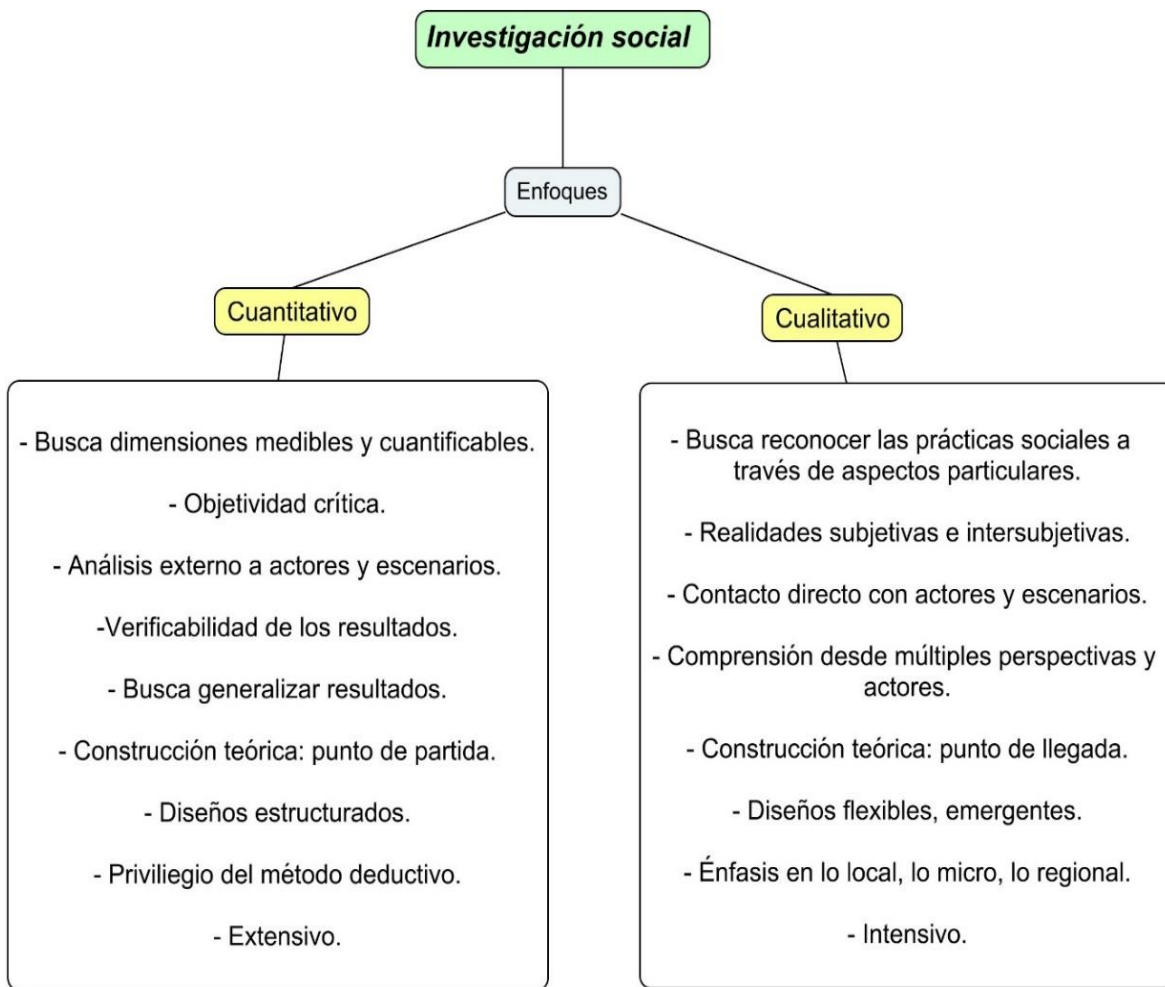 Investigación social
Enfoques
Cuantitativo
- Busca dimensiones medibles y cuantificables.
- Objetividad crítica.
- Análisis externo a actores y escenarios.
-Verificabilidad de los resultados.
- Busca generalizar resultados.
- Construcción teórica: punto de partida.
- Diseños estructurados.
- Priviliegio del método deductivo.
- Extensivo.
Cualitativo
- Busca reconocer las prácticas sociales a
través de aspectos particulares.
- Realidades subjetivas e intersubjetivas.
- Contacto directo con actores y escenarios.
- Comprensión desde múltiples perspectivas y
actores.
- Construcción teórica: punto de llegada.
- Diseños flexibles, emergentes.
- Énfasis en lo local, lo micro, lo regional.
- Intensivo.